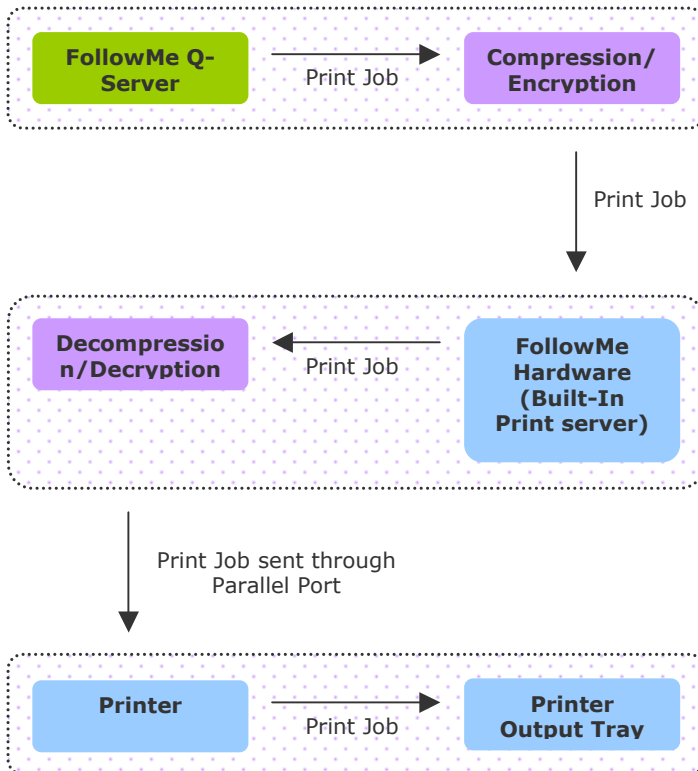 FollowMe Q-
Server
Print Job
Compression/
Encryption
Print Job
Decompressio
n/Decryption
Print Job
FollowMe
Hardware
(Built-In
Print server)
Print Job sent through
Parallel Port
Printer
Print Job
Printer
Output Tray